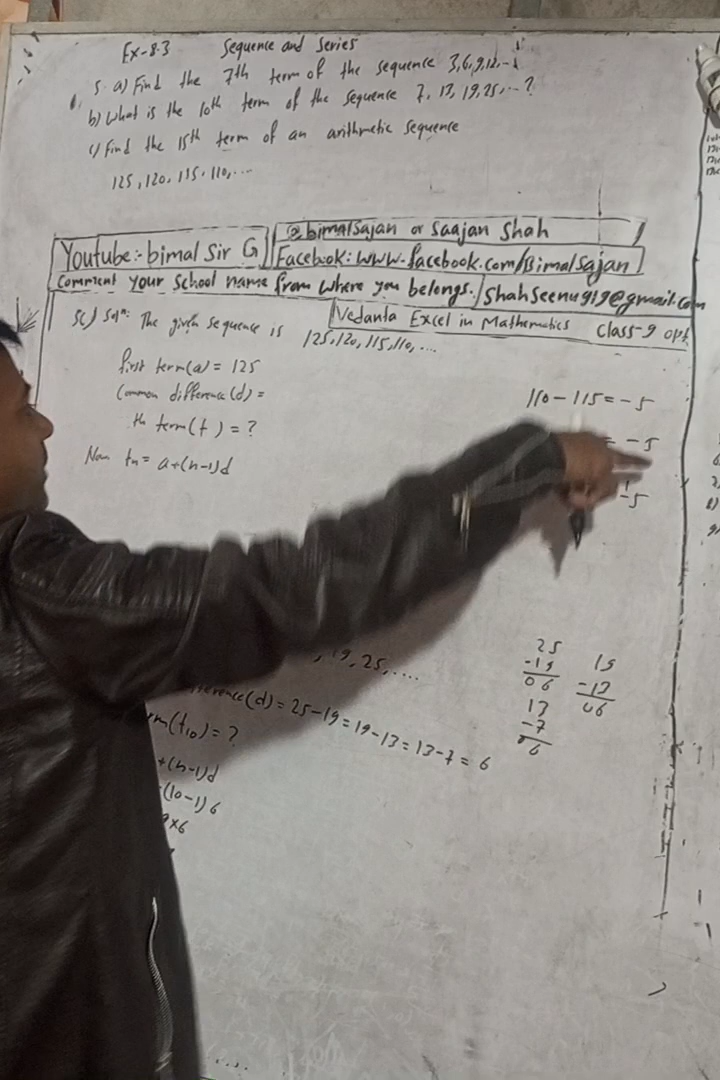 Ex-8.3 Sequence and Series
5. a) Find the 7th term of the sequence 3,6,9,12,...
b) What is the 10th term of the sequence 7, 13, 19, 25, ... ?
c) Find the 15th term of an arithmetic sequence
125, 120, 115, 110, ...
@bimalsajan or Saajan Shah
Youtube:- bimal Sir G
Facebook: www.facebook.com/Bimalsajan
Comment your School name from where you belongs.
Shahseenu919@gmail.com
Vedanta Excel in Mathematics Class-9 opt
5c) Solⁿ: The given sequence is 125,120,115,110,...
first term(a) = 125
Common difference(d) =
th term(t ) = ?
Now tn = a+(n-1)d
110 - 115 = -5
= -5
-5
, 19, 25, ....
(d) = 25-19 = 19-13 = 13-7 = 6
(t10) = ?
+(n-1)d
(10-1)6
9×6
25
-19
06
19
-13
06
13
-7
6